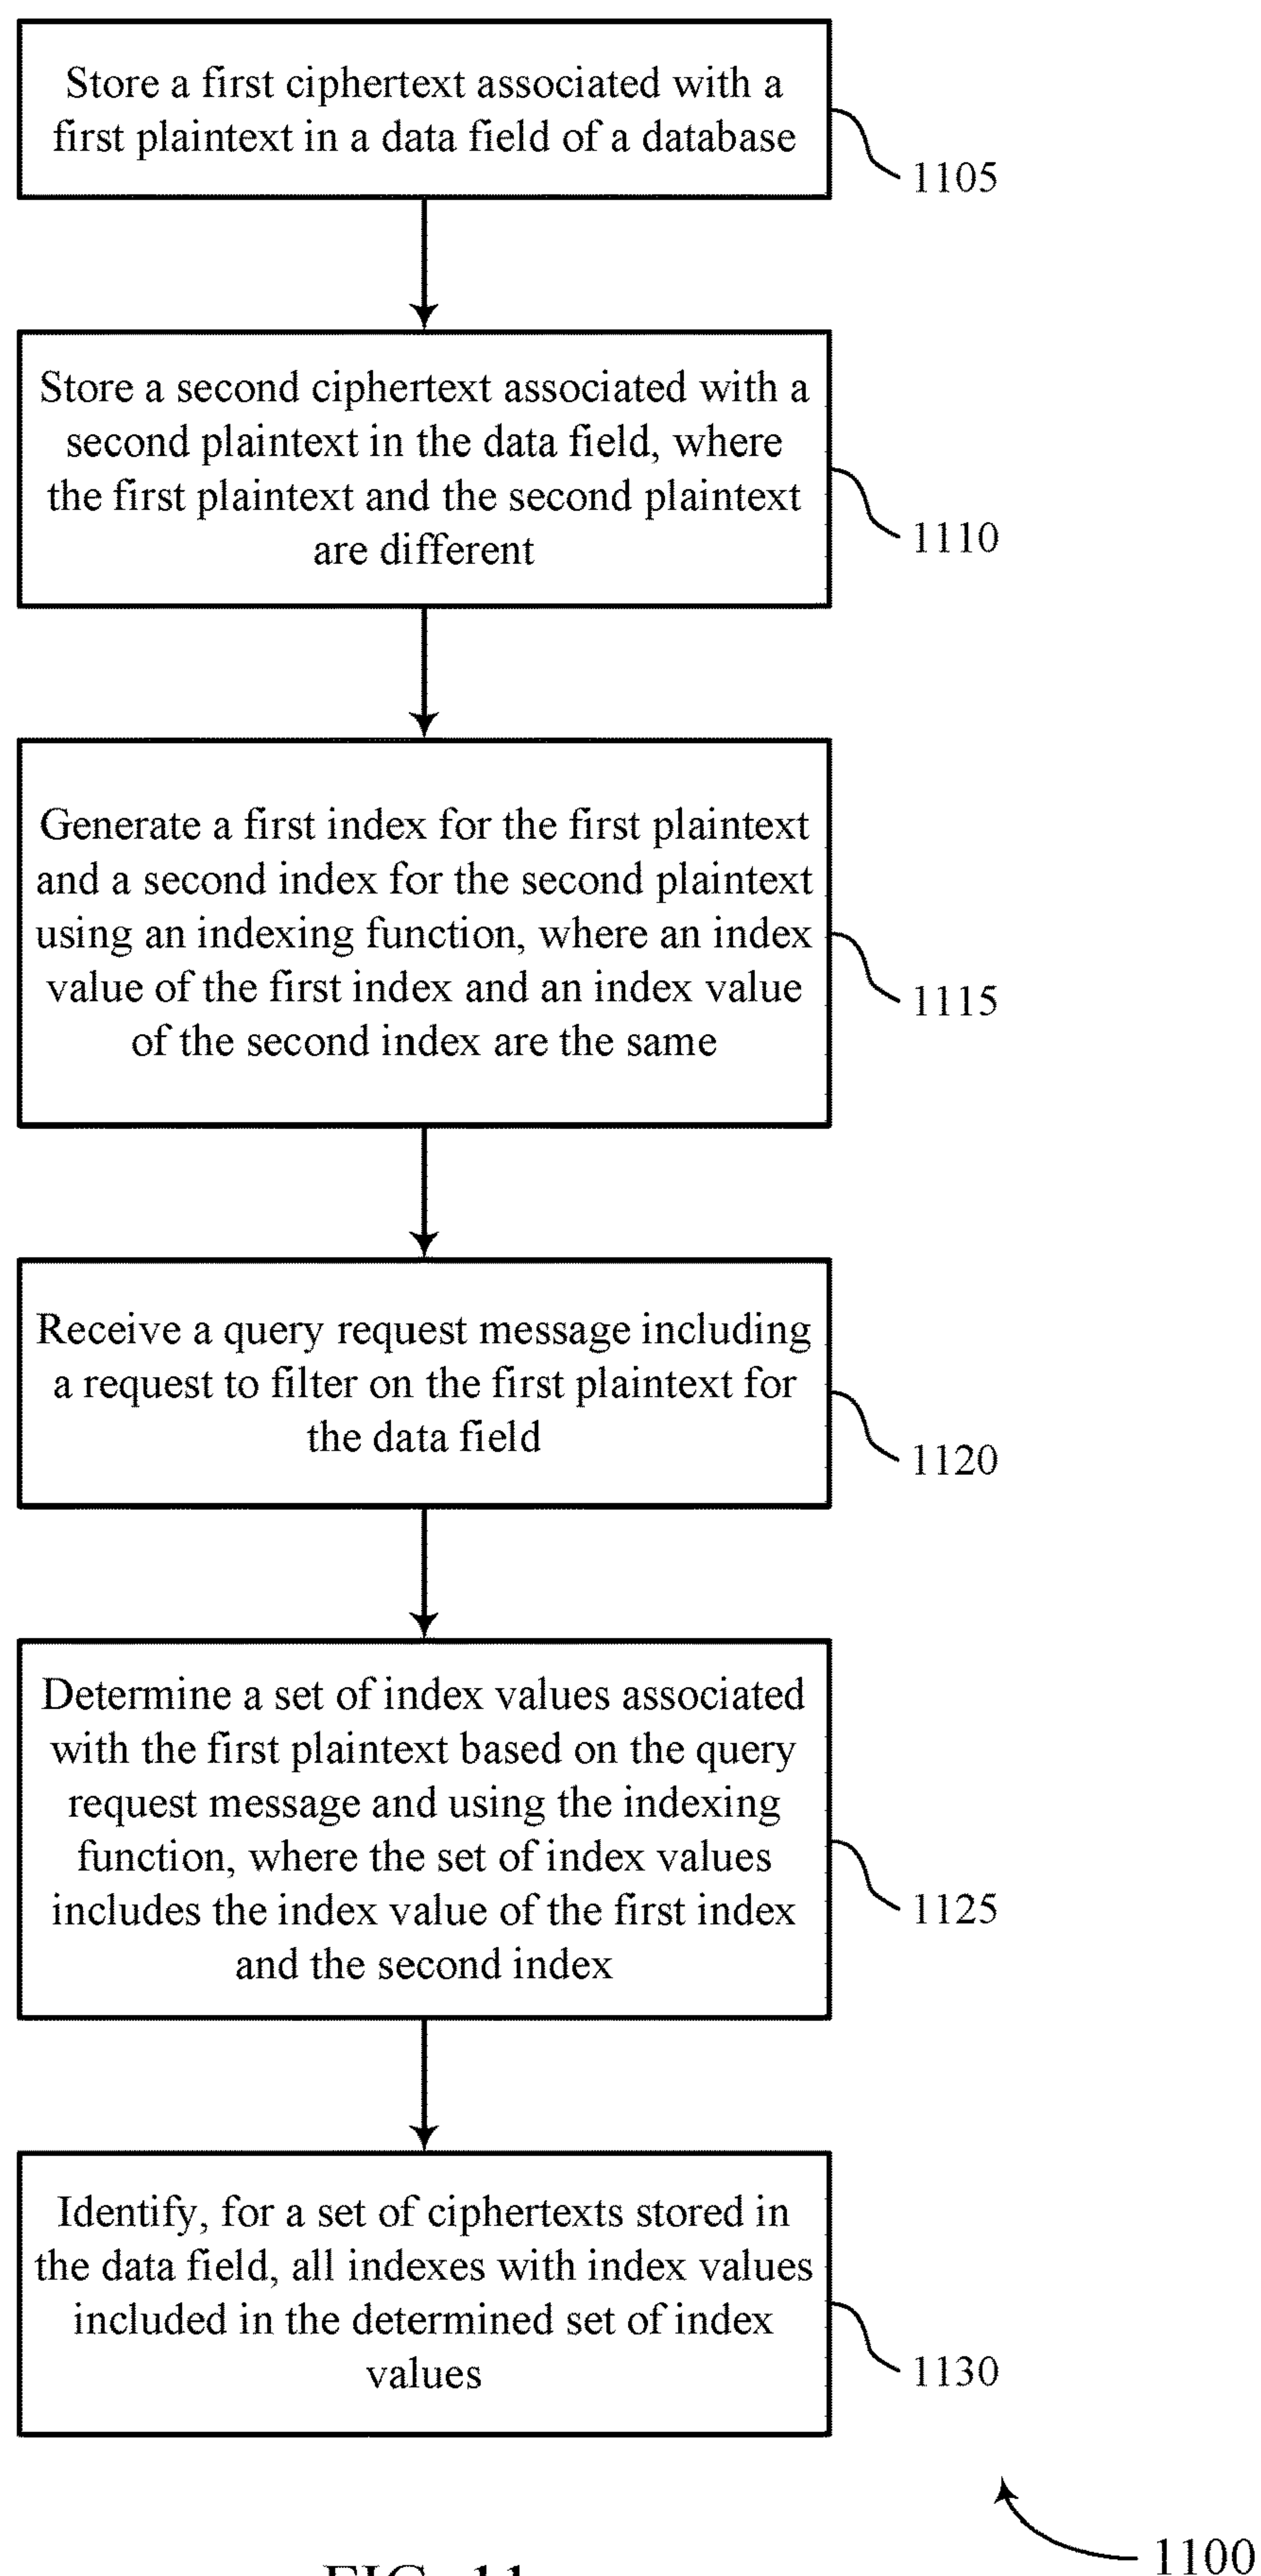 Store a first ciphertext associated with a
first plaintext in a data field of a database
1105
Store a second ciphertext associated with a
second plaintext in the data field, where
the first plaintext and the second plaintext
are different
1110
Generate a first index for the first plaintext
and a second index for the second plaintext
using an indexing function, where an index
value of the first index and an index value
of the second index are the same
1115
Receive a query request message including
a request to filter on the first plaintext for
the data field
1120
Determine a set of index values associated
with the first plaintext based on the query
request message and using the indexing
function, where the set of index values
includes the index value of the first index
and the second index
1125
Identify, for a set of ciphertexts stored in
the data field, all indexes with index values
included in the determined set of index
values
1130
1100
FIG. 11